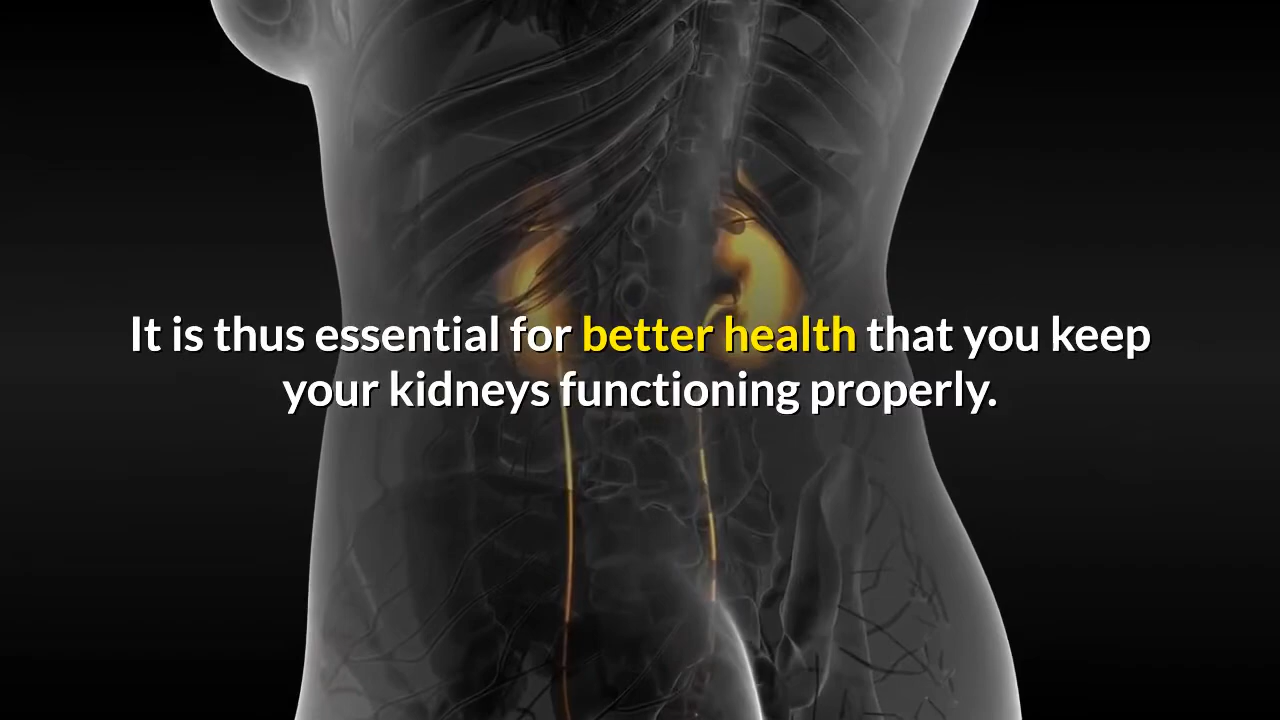 It is thus essential for better health that you keep
your kidneys functioning properly.